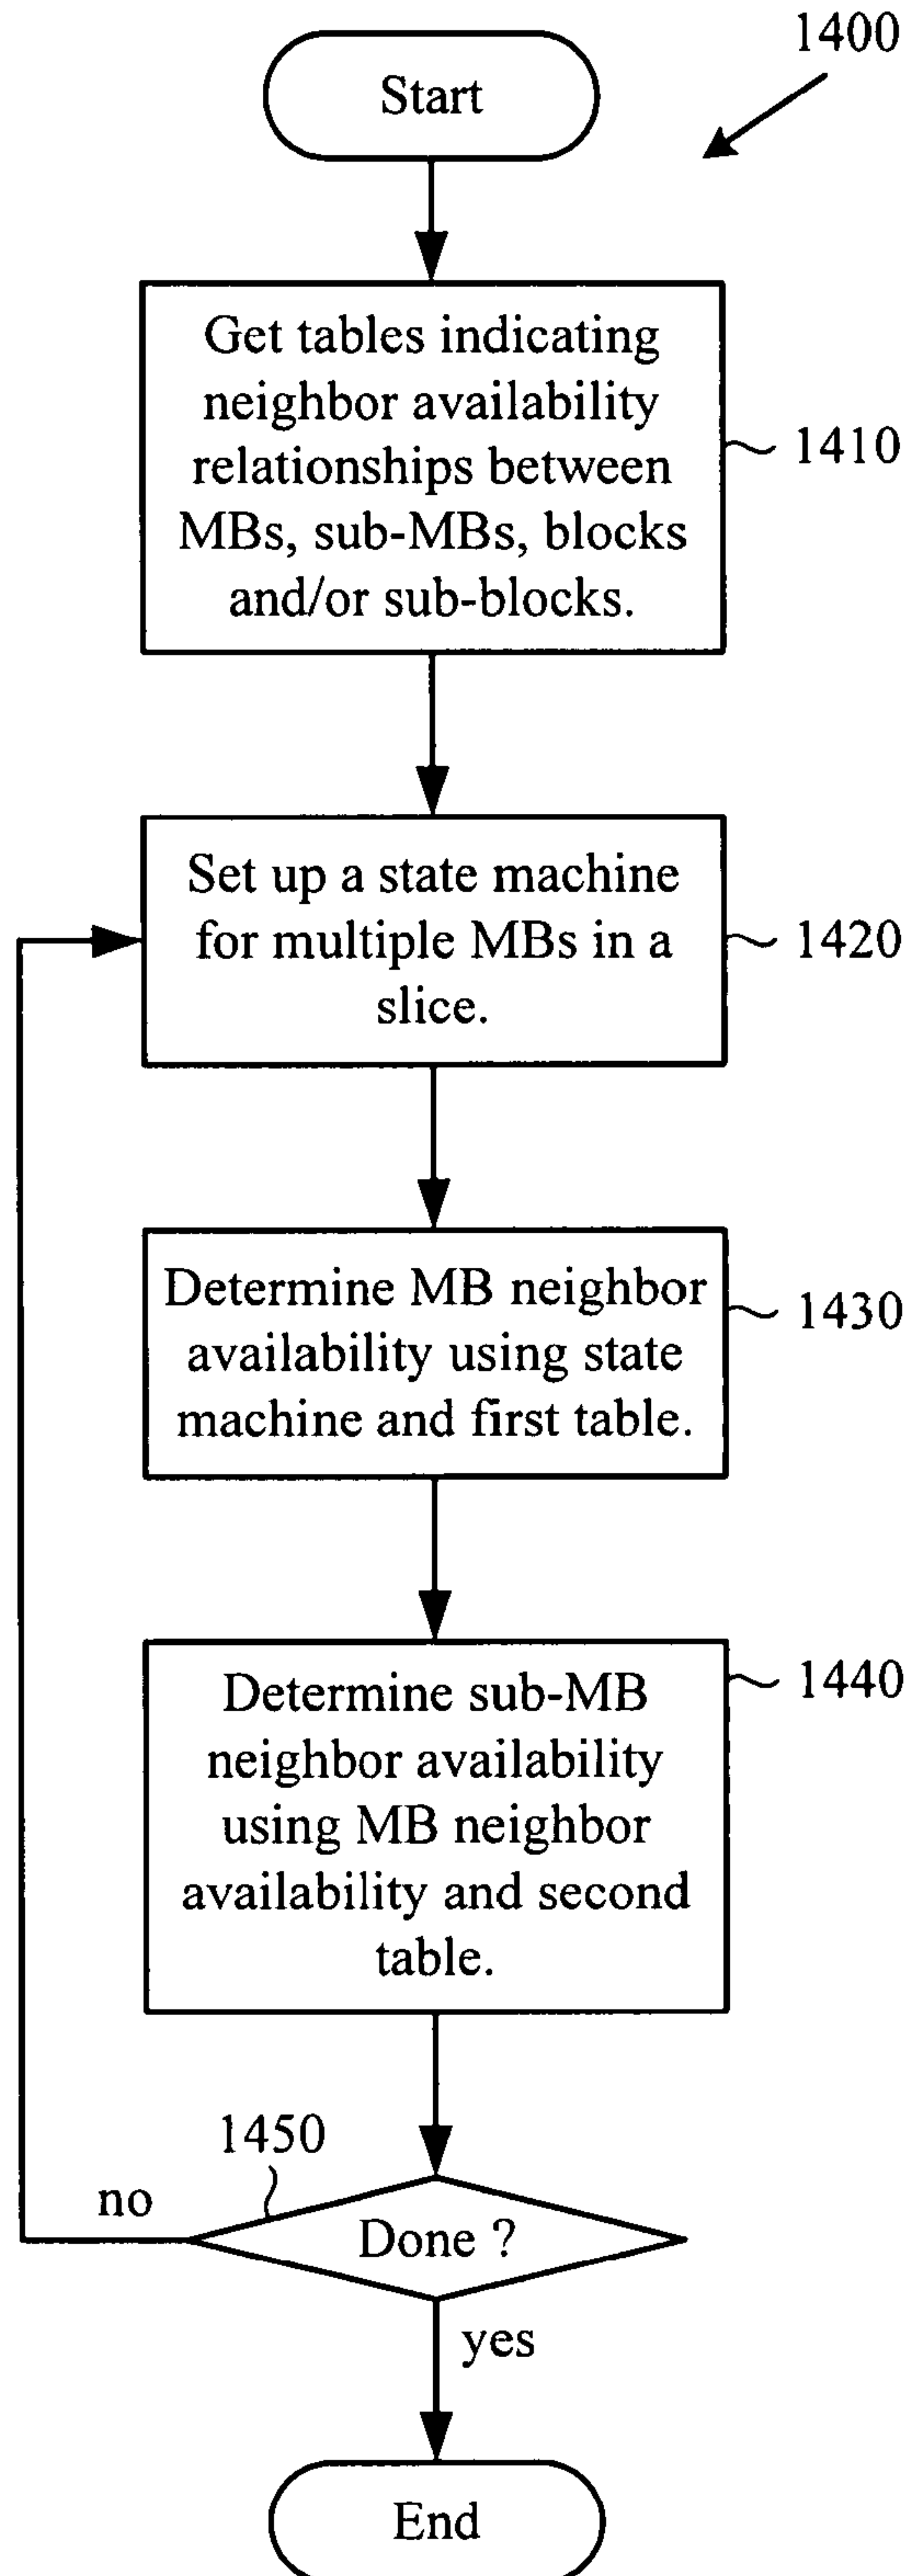 1400
Start
Get tables indicating
neighbor availability
relationships between
MBs, sub-MBs, blocks
and/or sub-blocks.
1410
Set up a state machine
for multiple MBs in a
slice.
1420
Determine MB neighbor
availability using state
machine and first table.
1430
Determine sub-MB
neighbor availability
using MB neighbor
availability and second
table.
1440
1450
no
Done ?
yes
End